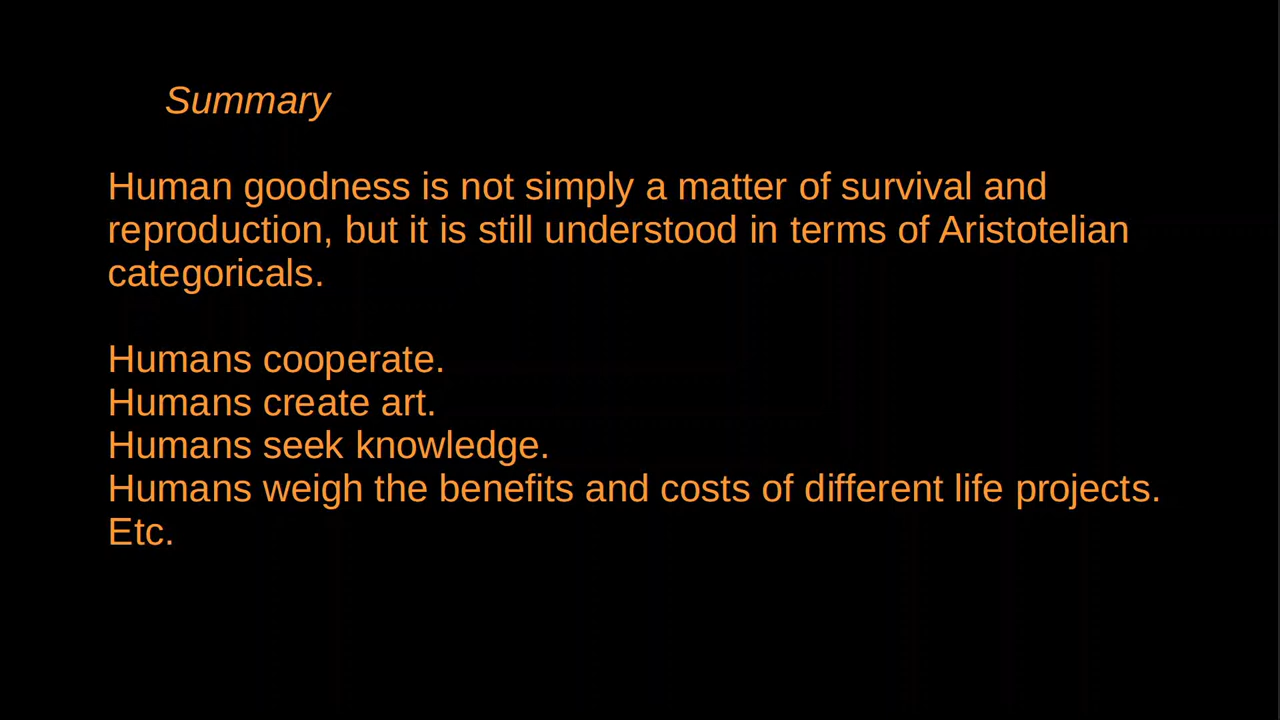 Summary
Human goodness is not simply a matter of survival and
reproduction, but it is still understood in terms of Aristotelian
categoricals.
Humans cooperate.
Humans create art.
Humans seek knowledge.
Humans weigh the benefits and costs of different life projects.
Etc.